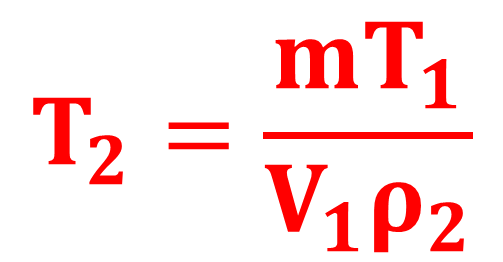 T₂ = mT₁ / V₁ρ₂